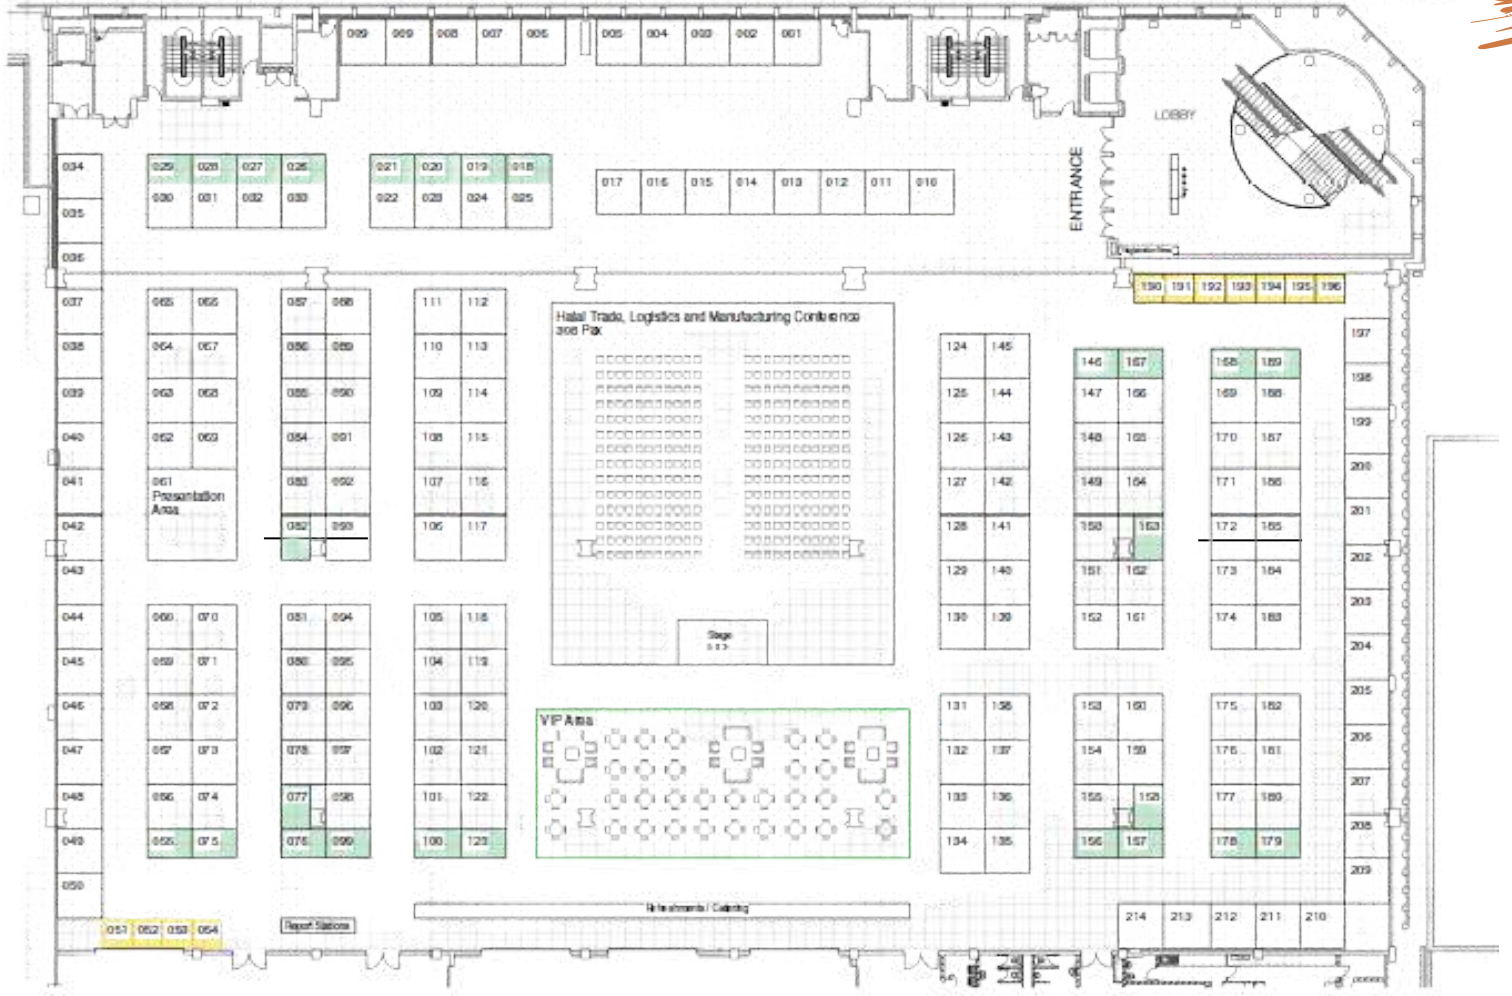 009 009 008 007 006 005 004 003 002 001
LOBBY
ENTRANCE
034 029 028 027 026 021 020 019 018
017 016 015 014 013 012 011 010
030 031 032 033 022 023 024 025
035
036
190 191 192 193 194 195 196
037 065 066 087 088 111 112
Halal Trade, Logistics and Manufacturing Conference
Pax
197
038 064 067 086 089 110 113 124 145
146 167 168 189
198
039 063 068 085 090 109 114 125 144 147 166 169 188
199
040 062 069 084 091 108 115 126 143 148 165 170 187
200
041 061 083 092 107 116 127 142 149 164 171 186
Presentation
Area
201
042 082 093 106 117 128 141 150 163 172 185
202
043 129 140 151 162 173 184
203
044 060 070 081 094 105 118 130 139 152 161 174 183
Stage
204
045 059 071 080 095 104 119
205
046 058 072 079 096 103 120 131 138 153 160 175 182
VIP Area
206
047 057 073 078 097 102 121 132 137 154 159 176 181
207
048 056 074 077 098 101 122 133 136 155 158 177 180
208
049 055 075 076 099 100 123 134 135 156 157 178 179
209
050
Refreshments / Catering
214 213 212 211 210
051 052 053 054
Report Stations